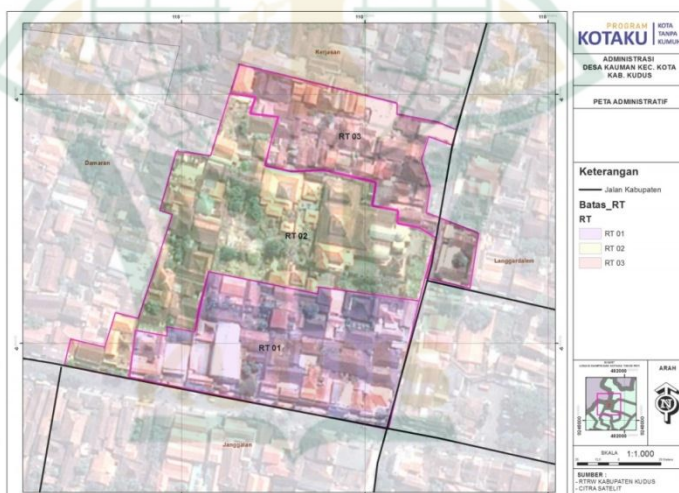 Kerjasan
Damaran
RT 03
RT 02
Langgardalem
RT 01
Janggalan
PROGRAM
KOTAKU
KOTA
TANPA
KUMUH
ADMINISTRASI
DESA KAUMAN KEC. KOTA
KAB. KUDUS
PETA ADMINISTRATIF
Keterangan
Jalan Kabupaten
Batas_RT
RT
RT 01
RT 02
RT 03
ARAH
N
SKALA 1:1.000
SUMBER :
- RTRW KABUPATEN KUDUS
- CITRA SATELIT